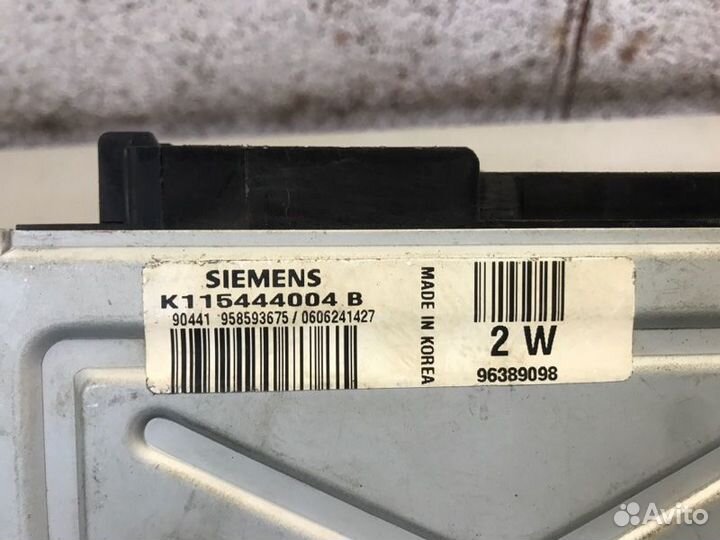 SIEMENS
K115444004 B
90441 958593675 / 0606241427
MADE IN KOREA
2 W
96389098
Avito